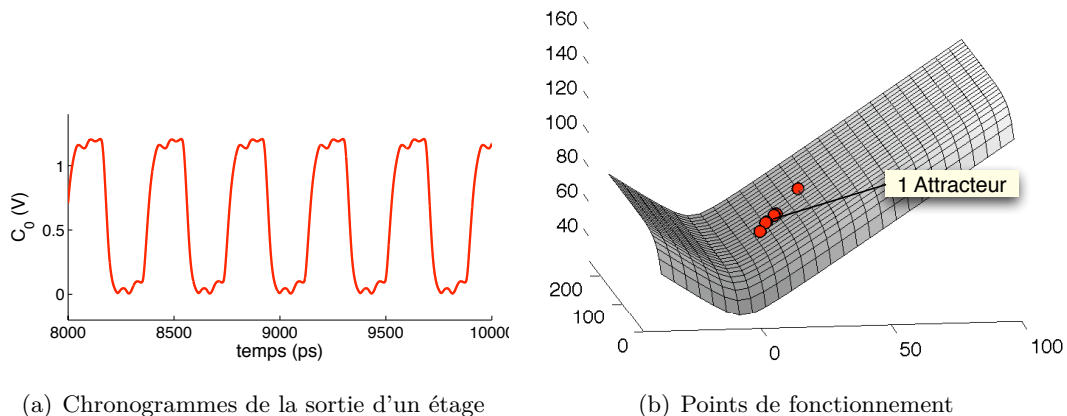 1
0.5
0
C_0 (V)
8000 8500 9000 9500 10000
temps (ps)
(a) Chronogrammes de la sortie d'un étage
160
140
120
100
80
60
40
200
100
0
0 50 100
1 Attracteur
(b) Points de fonctionnement